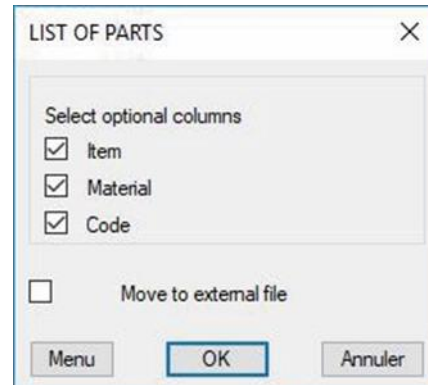 LIST OF PARTS
Select optional columns
Item
Material
Code
Move to external file
Menu OK Annuler